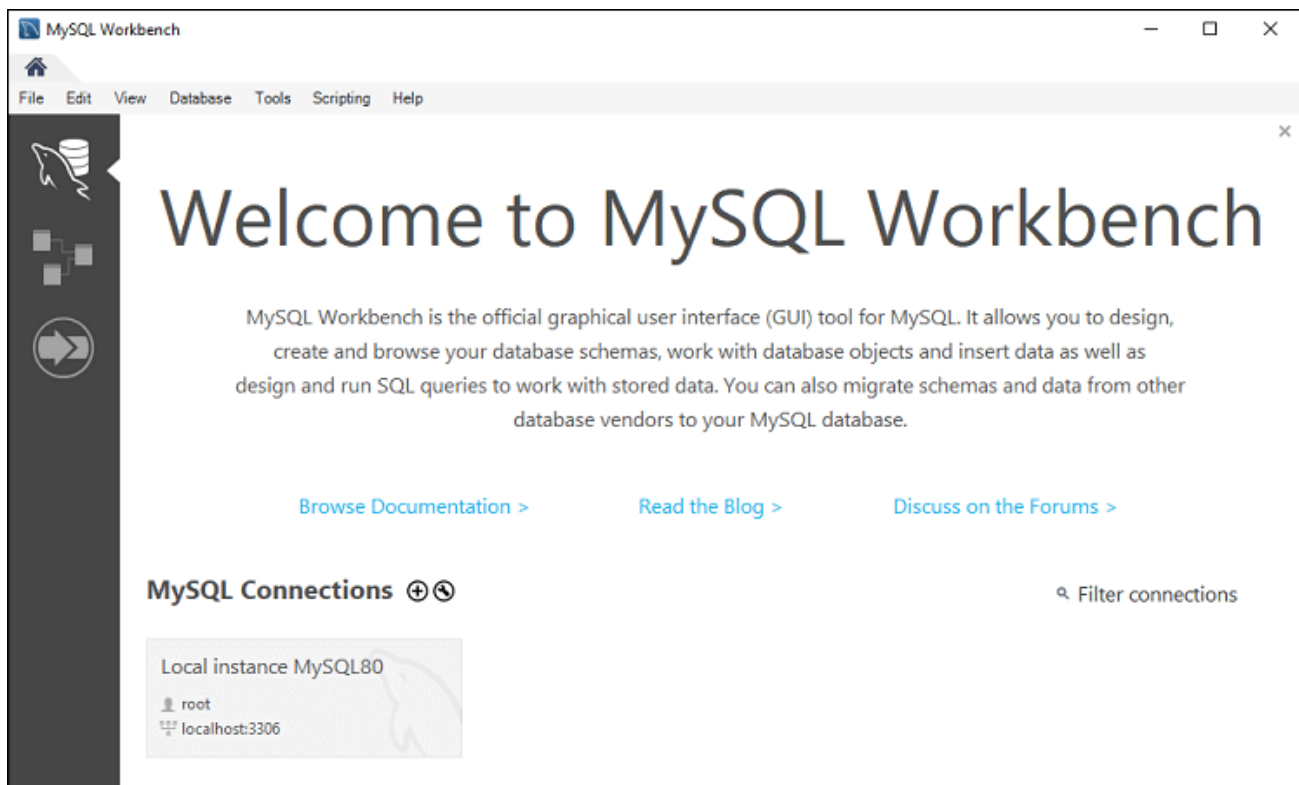 MySQL Workbench
File Edit View Database Tools Scripting Help
Welcome to MySQL Workbench
MySQL Workbench is the official graphical user interface (GUI) tool for MySQL. It allows you to design,
create and browse your database schemas, work with database objects and insert data as well as
design and run SQL queries to work with stored data. You can also migrate schemas and data from other
database vendors to your MySQL database.
Browse Documentation > Read the Blog > Discuss on the Forums >
MySQL Connections Filter connections
Local instance MySQL80
root
localhost:3306